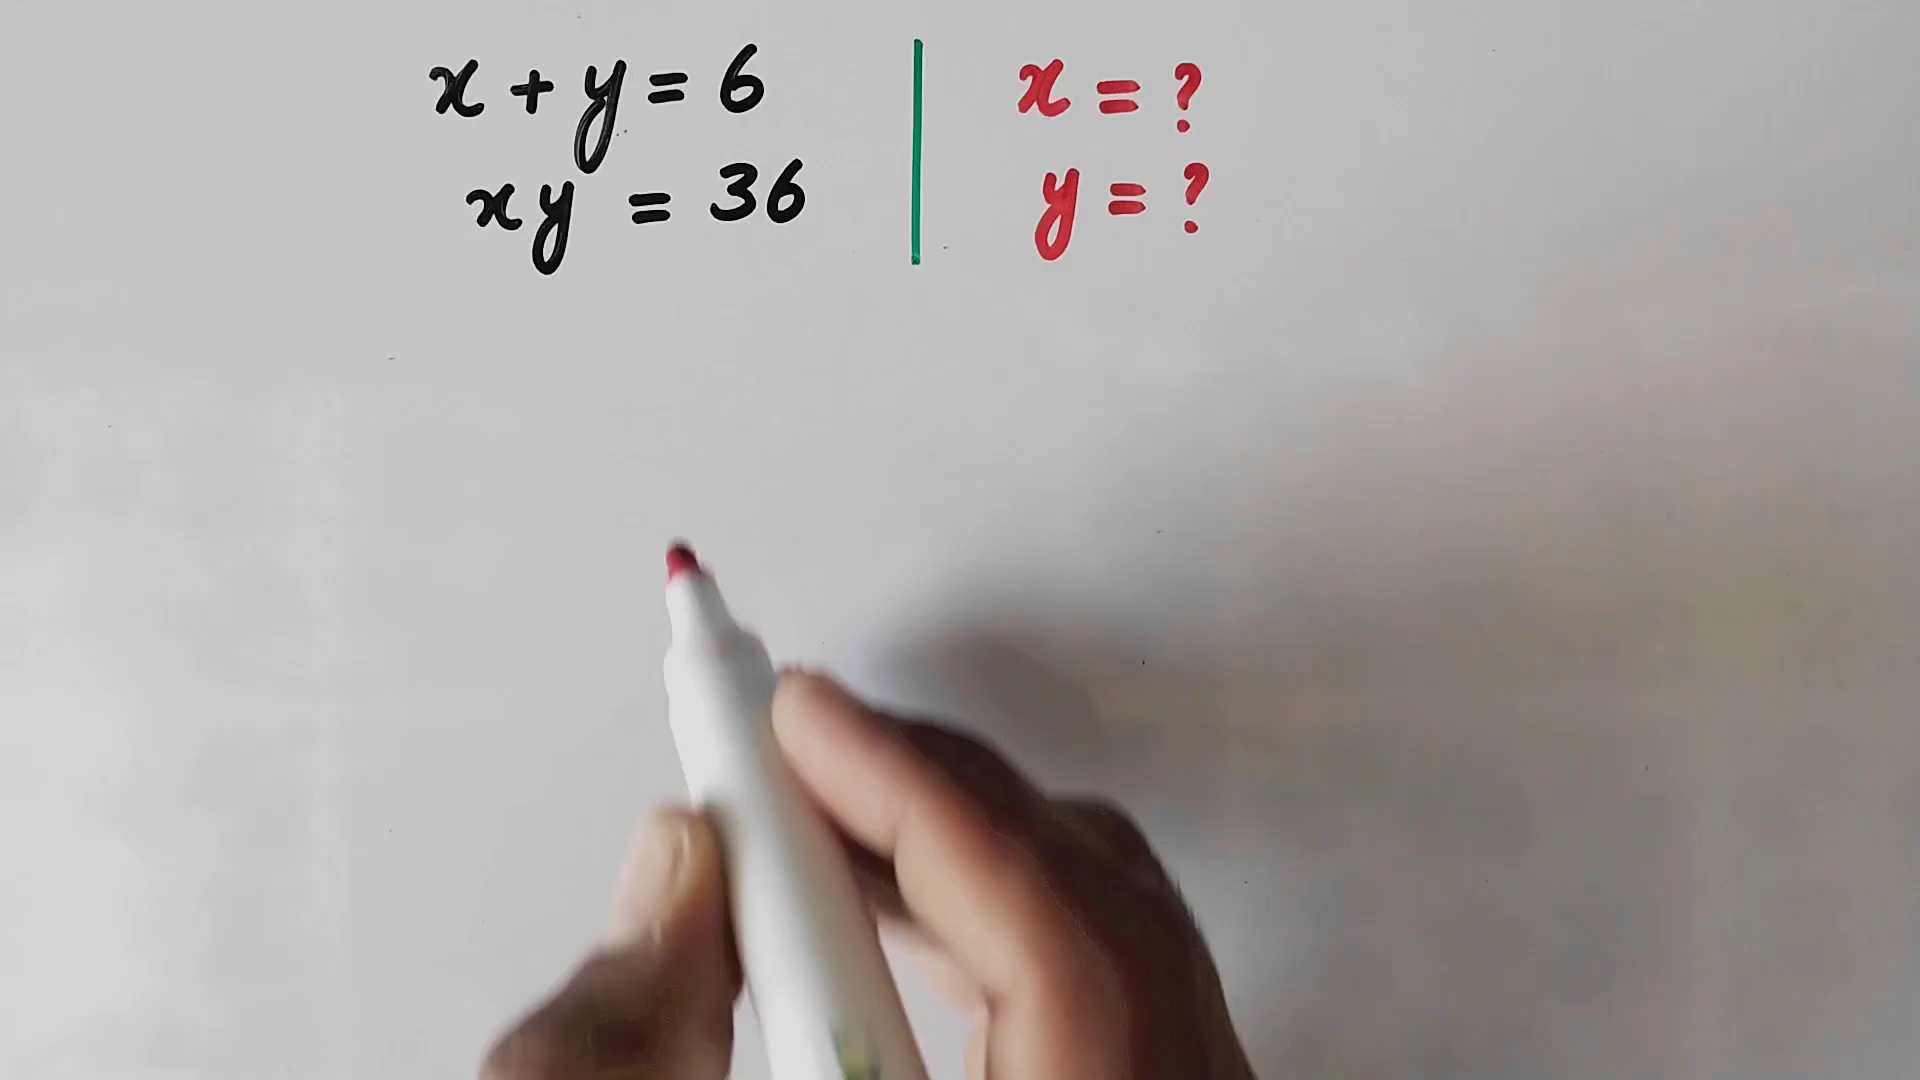 x + y = 6
xy = 36
x = ?
y = ?